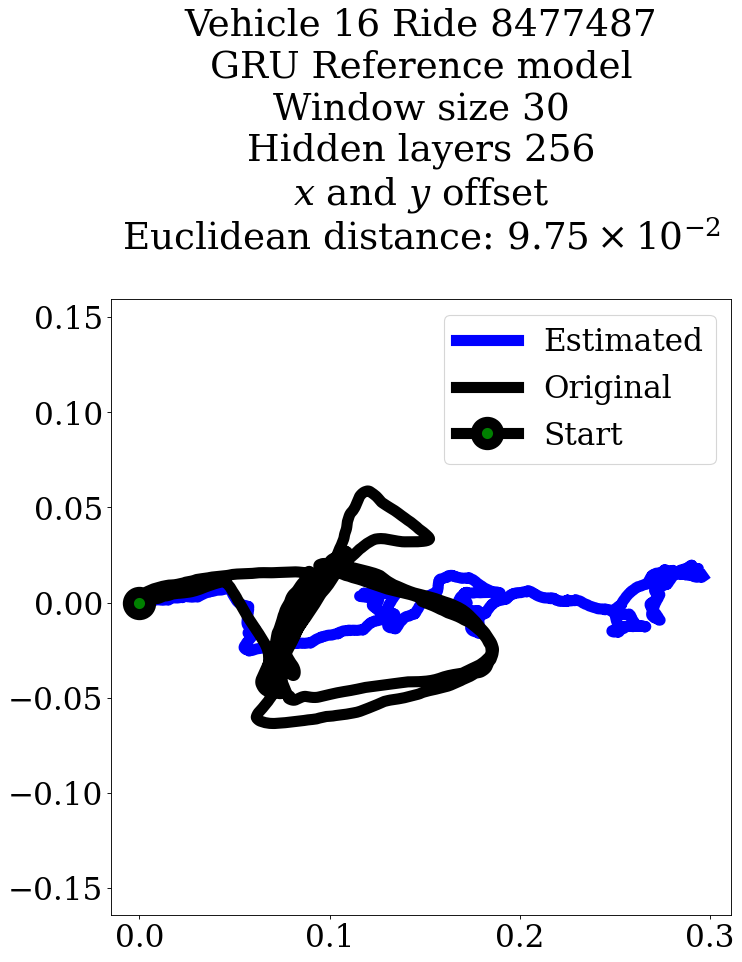 Vehicle 16 Ride 8477487
GRU Reference model
Window size 30
Hidden layers 256
x and y offset
Euclidean distance: 9.75 × 10⁻²
Estimated
Original
Start
0.15
0.10
0.05
0.00
−0.05
−0.10
−0.15
0.0 0.1 0.2 0.3